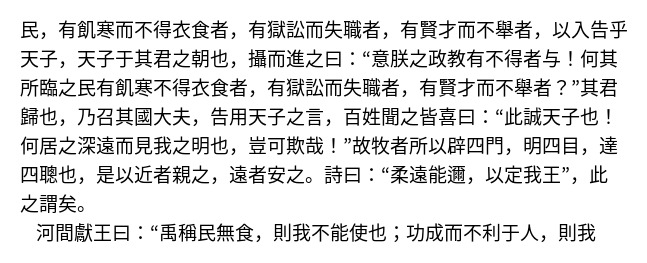 民，有飢寒而不得衣食者，有獄訟而失職者，有賢才而不舉者，以入告乎
天子，天子于其君之朝也，攝而進之曰：“意朕之政教有不得者与！何其
所臨之民有飢寒不得衣食者，有獄訟而失職者，有賢才而不舉者？”其君
歸也，乃召其國大夫，告用天子之言，百姓聞之皆喜曰：“此誠天子也！
何居之深遠而見我之明也，豈可欺哉！”故牧者所以辟四門，明四目，達
四聰也，是以近者親之，遠者安之。詩曰：“柔遠能邇，以定我王”，此
之謂矣。
河間獻王曰：“禹稱民無食，則我不能使也；功成而不利于人，則我